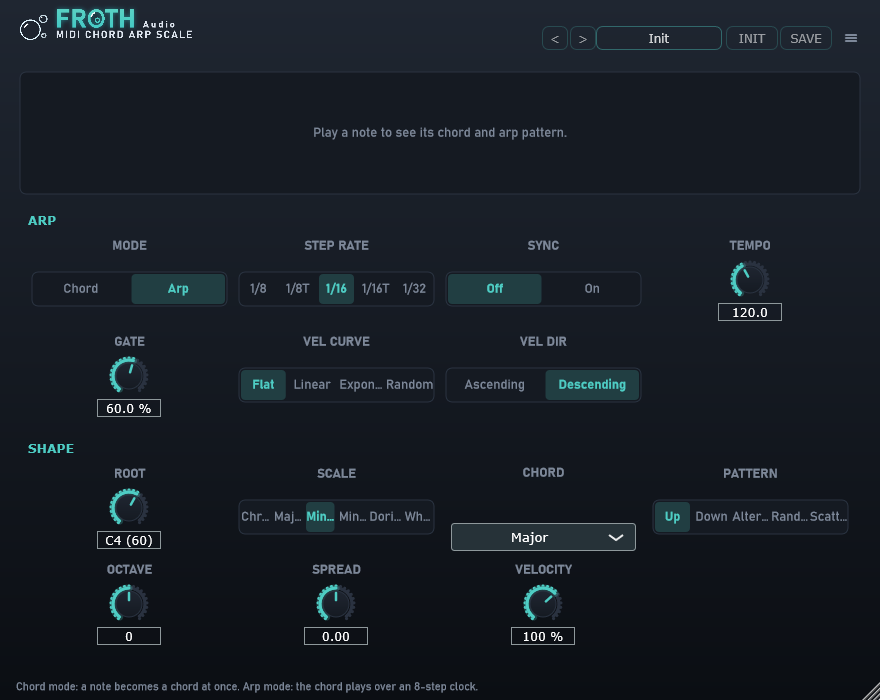 FROTH Audio
MIDI CHORD ARP SCALE
< > Init INIT SAVE
Play a note to see its chord and arp pattern.
ARP
MODE STEP RATE SYNC TEMPO
Chord Arp 1/8 1/8T 1/16 1/16T 1/32 Off On
120.0
GATE VEL CURVE VEL DIR
Flat Linear Expon... Random Ascending Descending
60.0 %
SHAPE
ROOT SCALE CHORD PATTERN
Chr... Maj... Min... Min... Dori... Wh... Up Down Alter... Rand... Scatt...
C4 (60) Major
OCTAVE SPREAD VELOCITY
0 0.00 100 %
Chord mode: a note becomes a chord at once. Arp mode: the chord plays over an 8-step clock.